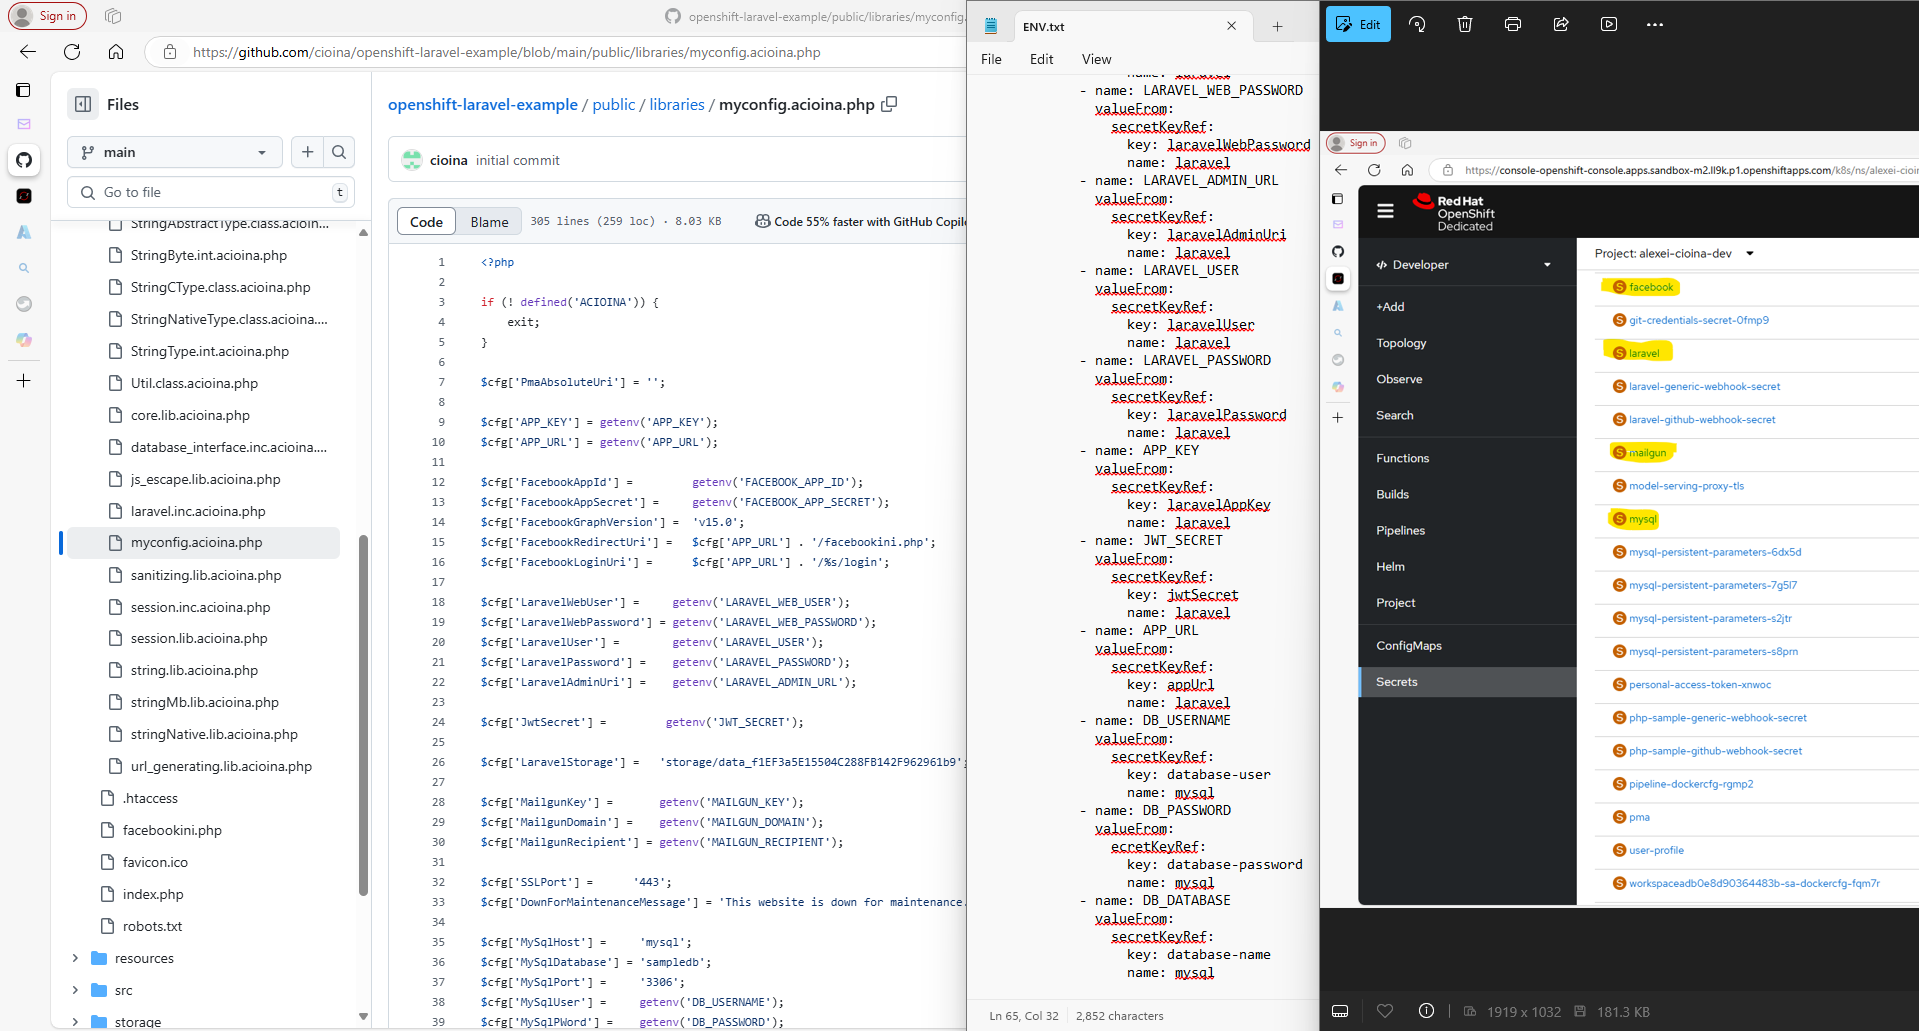 Sign in
openshift-laravel-example/public/libraries/myconfig.
https://github.com/cioina/openshift-laravel-example/blob/main/public/libraries/myconfig.acioina.php
Files
main
Go to file
t
StringAbstractType.class.acioin...
StringByte.int.acioina.php
StringCType.class.acioina.php
StringNativeType.class.acioina....
StringType.int.acioina.php
Util.class.acioina.php
core.lib.acioina.php
database_interface.inc.acioina....
js_escape.lib.acioina.php
laravel.inc.acioina.php
myconfig.acioina.php
sanitizing.lib.acioina.php
session.inc.acioina.php
session.lib.acioina.php
string.lib.acioina.php
stringMb.lib.acioina.php
stringNative.lib.acioina.php
url_generating.lib.acioina.php
.htaccess
facebookini.php
favicon.ico
index.php
robots.txt
resources
src
storage
openshift-laravel-example / public / libraries / myconfig.acioina.php
cioina initial commit
Code Blame 305 lines (259 loc) · 8.03 KB Code 55% faster with GitHub Copilo
1 <?php
2
3 if (! defined('ACIOINA')) {
4 exit;
5 }
6
7 $cfg['PmaAbsoluteUri'] = '';
8
9 $cfg['APP_KEY'] = getenv('APP_KEY');
10 $cfg['APP_URL'] = getenv('APP_URL');
11
12 $cfg['FacebookAppId'] = getenv('FACEBOOK_APP_ID');
13 $cfg['FacebookAppSecret'] = getenv('FACEBOOK_APP_SECRET');
14 $cfg['FacebookGraphVersion'] = 'v15.0';
15 $cfg['FacebookRedirectUri'] = $cfg['APP_URL'] . '/facebookini.php';
16 $cfg['FacebookLoginUri'] = $cfg['APP_URL'] . '/%s/login';
17
18 $cfg['LaravelWebUser'] = getenv('LARAVEL_WEB_USER');
19 $cfg['LaravelWebPassword'] = getenv('LARAVEL_WEB_PASSWORD');
20 $cfg['LaravelUser'] = getenv('LARAVEL_USER');
21 $cfg['LaravelPassword'] = getenv('LARAVEL_PASSWORD');
22 $cfg['LaravelAdminUri'] = getenv('LARAVEL_ADMIN_URL');
23
24 $cfg['JwtSecret'] = getenv('JWT_SECRET');
25
26 $cfg['LaravelStorage'] = 'storage/data_f1EF3a5E15504C288FB142F962961b9';
27
28 $cfg['MailgunKey'] = getenv('MAILGUN_KEY');
29 $cfg['MailgunDomain'] = getenv('MAILGUN_DOMAIN');
30 $cfg['MailgunRecipient'] = getenv('MAILGUN_RECIPIENT');
31
32 $cfg['SSLPort'] = '443';
33 $cfg['DownForMaintenanceMessage'] = 'This website is down for maintenance.
34
35 $cfg['MySqlHost'] = 'mysql';
36 $cfg['MySqlDatabase'] = 'sampledb';
37 $cfg['MySqlPort'] = '3306';
38 $cfg['MySqlUser'] = getenv('DB_USERNAME');
39 $cfg['MySqlPWord'] = getenv('DB_PASSWORD');
ENV.txt
File Edit View
name: laravel
- name: LARAVEL_WEB_PASSWORD
valueFrom:
secretKeyRef:
key: laravelWebPassword
name: laravel
- name: LARAVEL_ADMIN_URL
valueFrom:
secretKeyRef:
key: laravelAdminUri
name: laravel
- name: LARAVEL_USER
valueFrom:
secretKeyRef:
key: laravelUser
name: laravel
- name: LARAVEL_PASSWORD
valueFrom:
secretKeyRef:
key: laravelPassword
name: laravel
- name: APP_KEY
valueFrom:
secretKeyRef:
key: laravelAppKey
name: laravel
- name: JWT_SECRET
valueFrom:
secretKeyRef:
key: jwtSecret
name: laravel
- name: APP_URL
valueFrom:
secretKeyRef:
key: appUrl
name: laravel
- name: DB_USERNAME
valueFrom:
secretKeyRef:
key: database-user
name: mysql
- name: DB_PASSWORD
valueFrom:
ecretKeyRef:
key: database-password
name: mysql
- name: DB_DATABASE
valueFrom:
secretKeyRef:
key: database-name
name: mysql
Ln 65, Col 32 2,852 characters
Edit
Sign in
https://console-openshift-console.apps.sandbox-m2.ll9k.p1.openshiftapps.com/k8s/ns/alexei-cioin
Red Hat
OpenShift
Dedicated
Developer
+Add
Topology
Observe
Search
Functions
Builds
Pipelines
Helm
Project
ConfigMaps
Secrets
Project: alexei-cioina-dev
S facebook
S git-credentials-secret-0fmp9
S laravel
S laravel-generic-webhook-secret
S laravel-github-webhook-secret
S mailgun
S model-serving-proxy-tls
S mysql
S mysql-persistent-parameters-6dx5d
S mysql-persistent-parameters-7g5l7
S mysql-persistent-parameters-s2jtr
S mysql-persistent-parameters-s8prn
S personal-access-token-xnwoc
S php-sample-generic-webhook-secret
S php-sample-github-webhook-secret
S pipeline-dockercfg-rgmp2
S pma
S user-profile
S workspaceadb0e8d90364483b-sa-dockercfg-fqm7r
1919 x 1032 181.3 KB